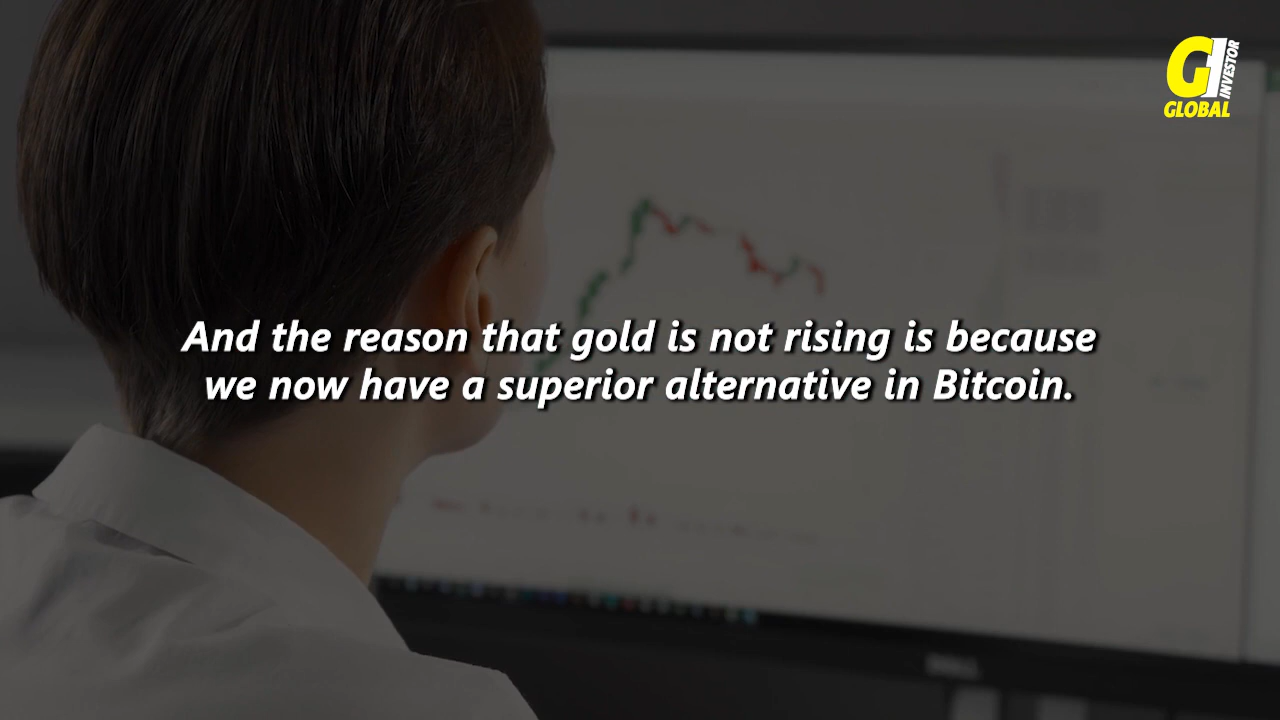 GI INVESTOR
GLOBAL
And the reason that gold is not rising is because
we now have a superior alternative in Bitcoin.